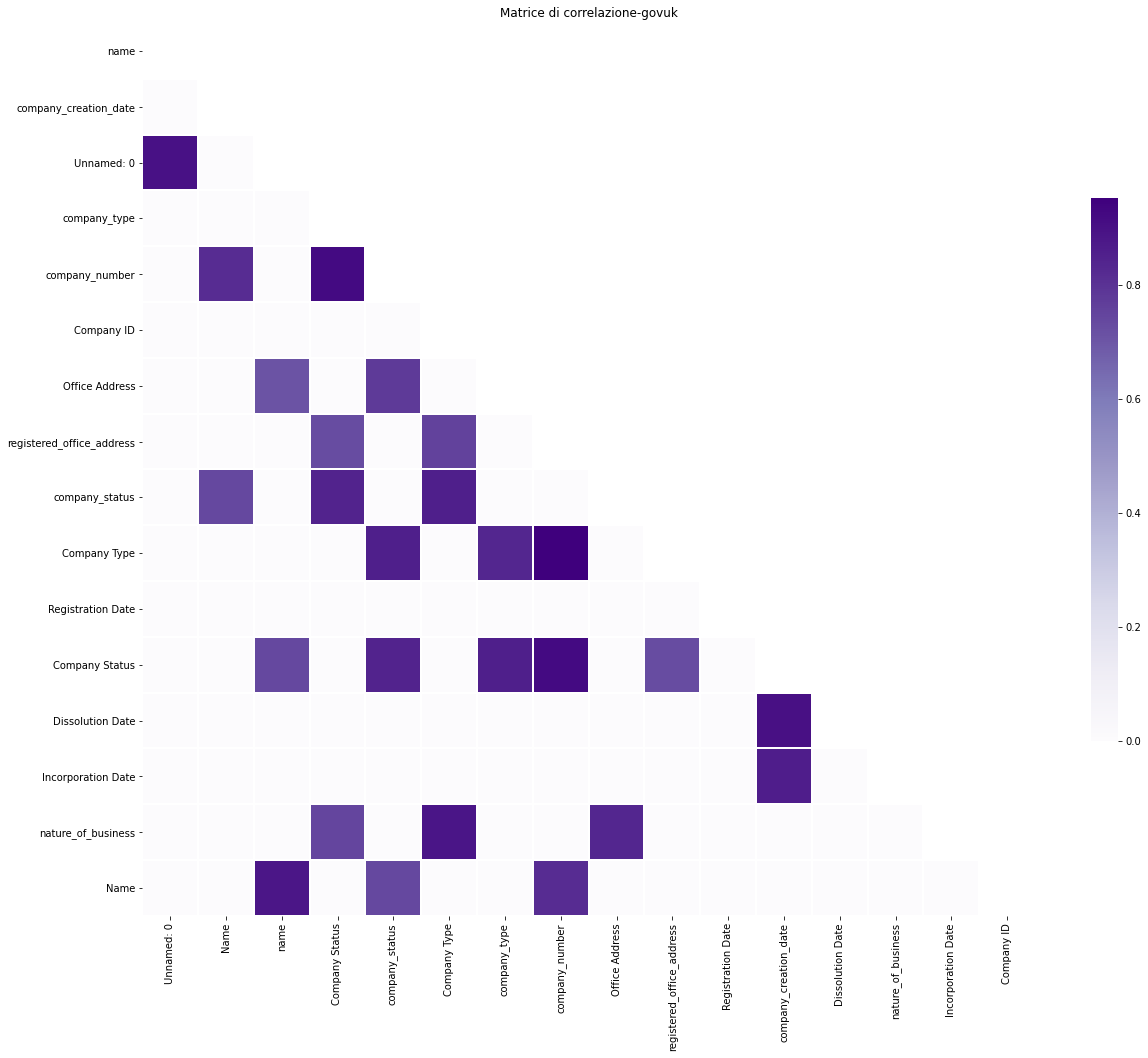 Matrice di correlazione-govuk
name
company_creation_date
Unnamed: 0
company_type
company_number
Company ID
Office Address
registered_office_address
company_status
Company Type
Registration Date
Company Status
Dissolution Date
Incorporation Date
nature_of_business
Name
0.8
0.6
0.4
0.2
0.0
Unnamed: 0
Name
name
Company Status
company_status
Company Type
company_type
company_number
Office Address
registered_office_address
Registration Date
company_creation_date
Dissolution Date
nature_of_business
Incorporation Date
Company ID